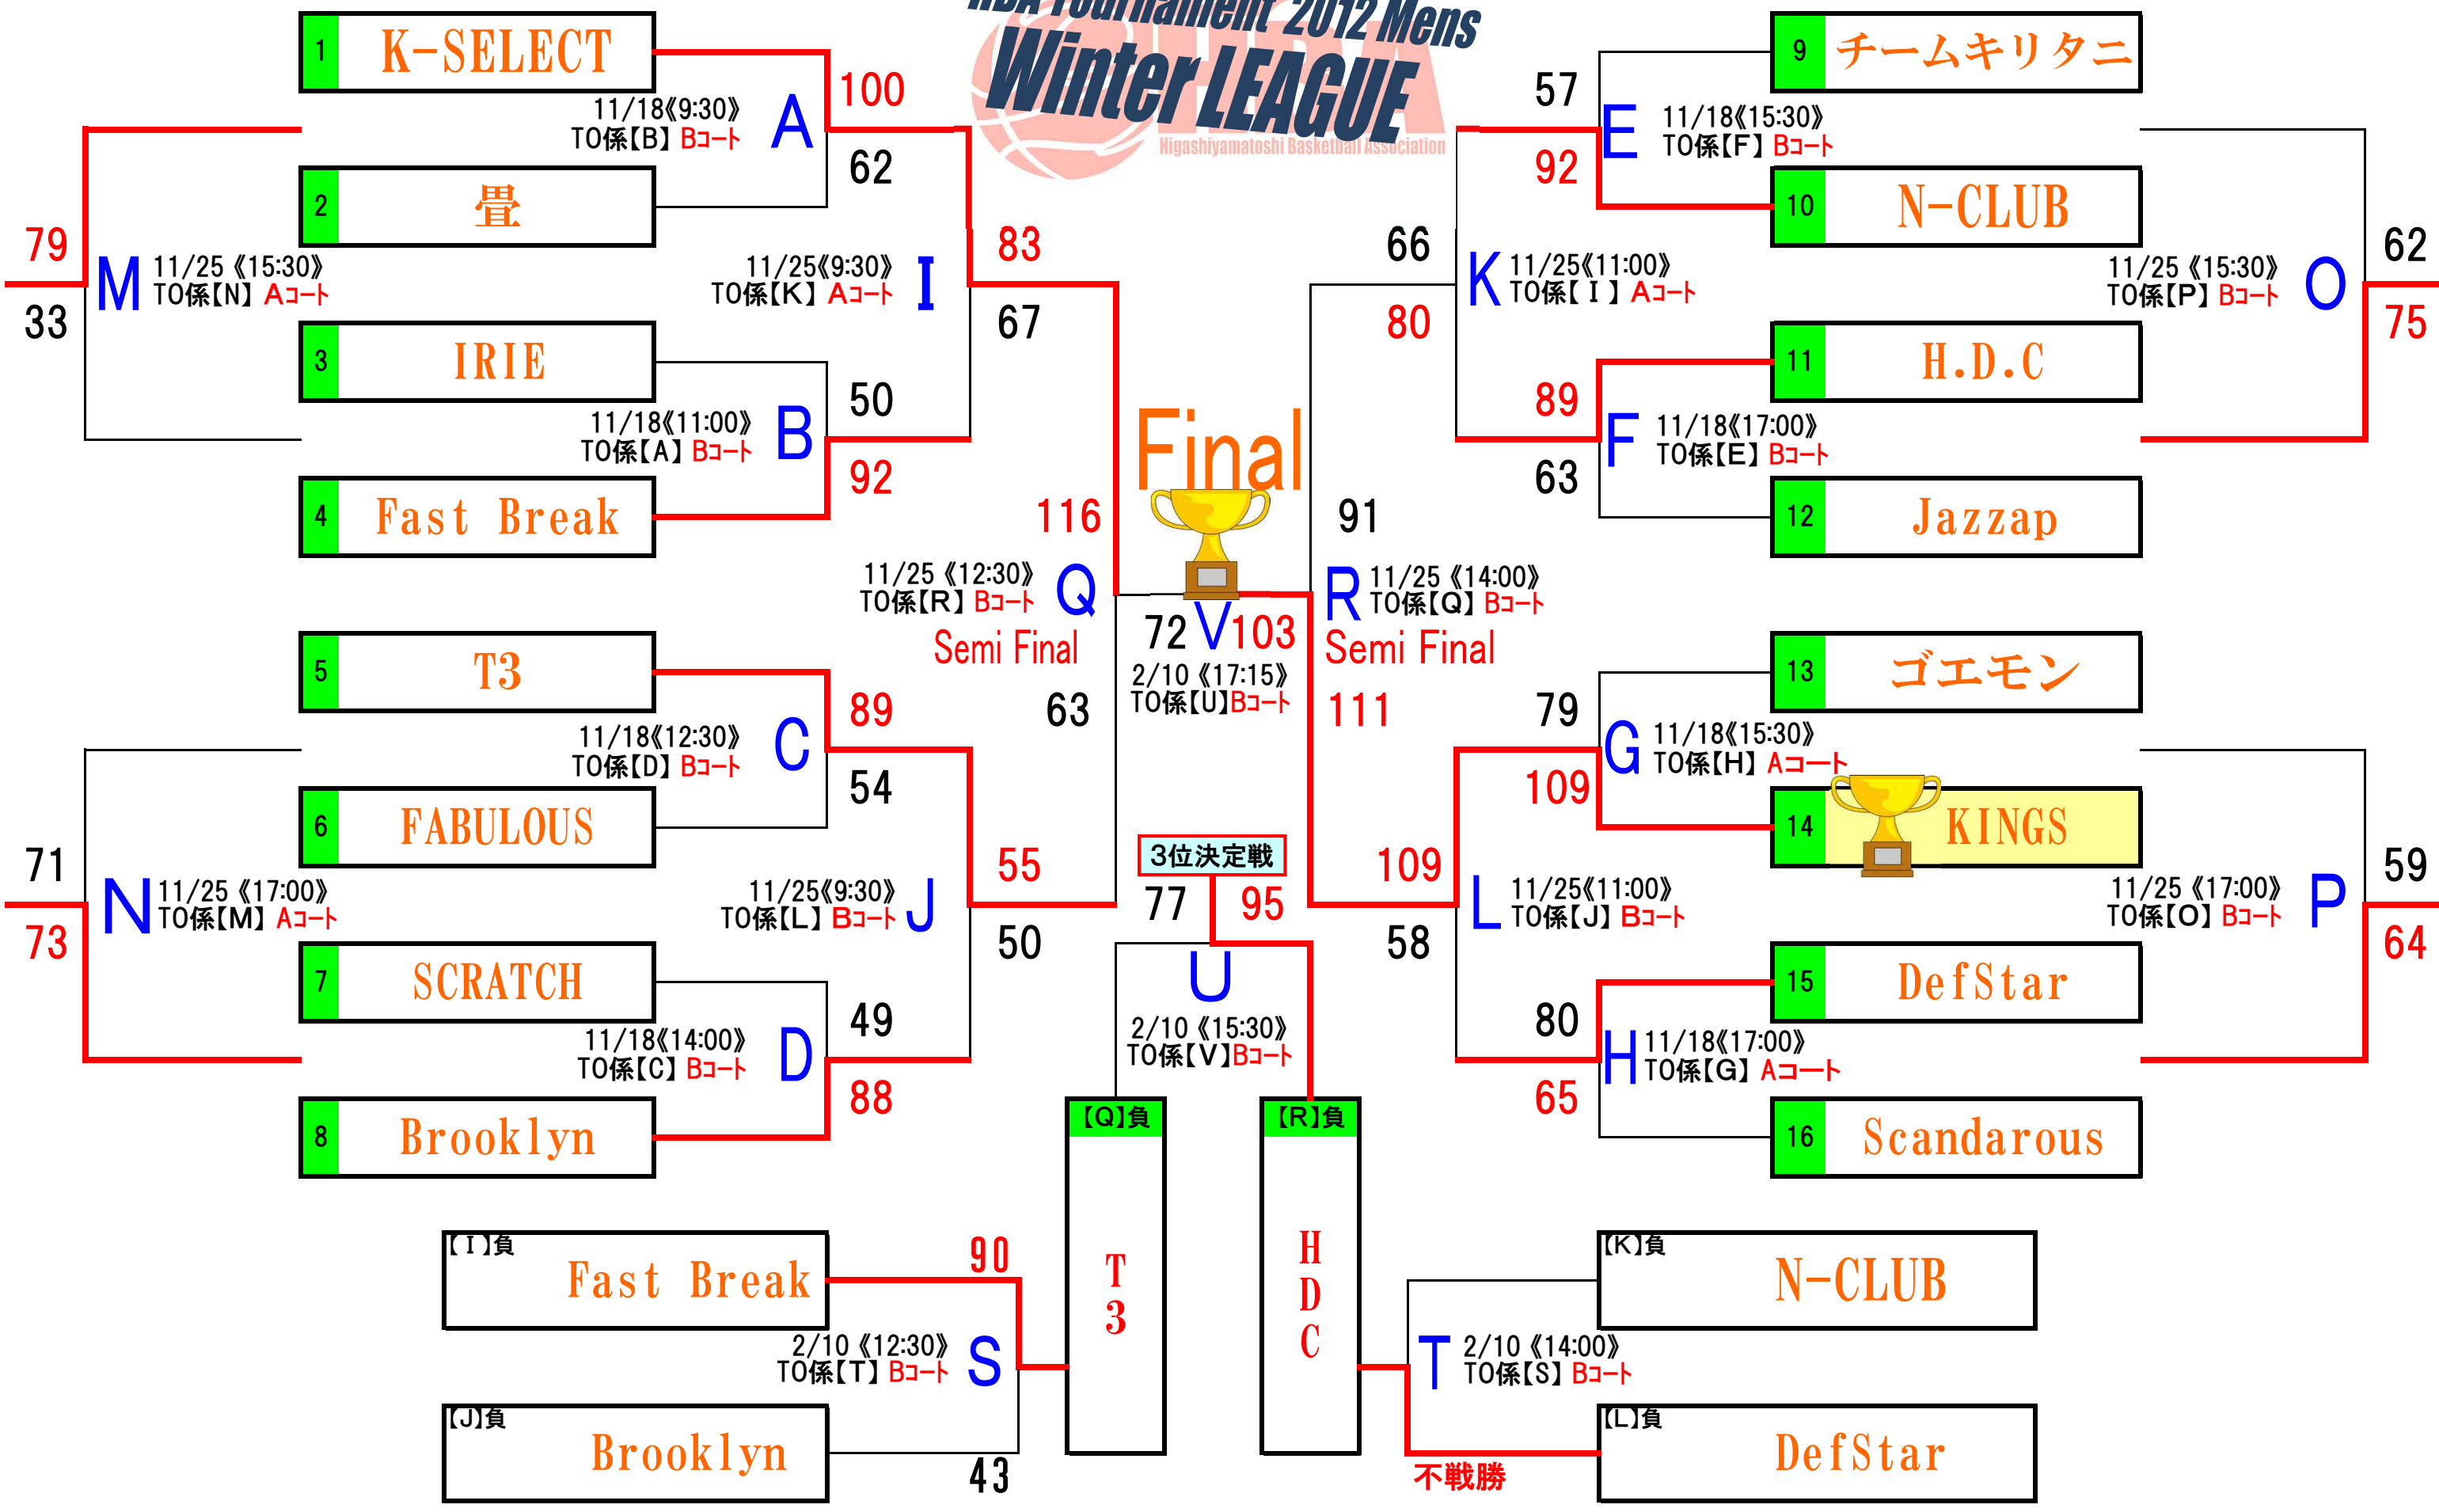 HBA Tournament 2012 Mens
Winter LEAGUE
Higashiyamatoshi Basketball Association
1 K-SELECT
11/18《9:30》
TO係【B】 Bコート
A
100
62
2 畳
79
M
11/25 《15:30》
TO係【N】 Aコート
33
11/25《9:30》
TO係【K】 Aコート
I
83
67
3 IRIE
11/18《11:00》
TO係【A】 Bコート
B
50
92
4 Fast Break
116
11/25 《12:30》
TO係【R】 Bコート
Q
Semi Final
63
5 T3
11/18《12:30》
TO係【D】 Bコート
C
89
54
6 FABULOUS
71
N
11/25 《17:00》
TO係【M】 Aコート
73
11/25《9:30》
TO係【L】 Bコート
J
55
50
7 SCRATCH
11/18《14:00》
TO係【C】 Bコート
D
49
88
8 Brooklyn
Final
72
V
103
2/10 《17:15》
TO係【U】Bコート
3位決定戦
77
95
U
2/10 《15:30》
TO係【V】Bコート
【Q】負
T3
【R】負
HDC
9 チームキリタニ
57
E
11/18《15:30》
TO係【F】 Bコート
92
10 N-CLUB
66
K
11/25《11:00》
TO係【I】 Aコート
80
11/25 《15:30》
TO係【P】 Bコート
O
62
75
11 H.D.C
89
F
11/18《17:00》
TO係【E】 Bコート
63
12 Jazzap
91
R
11/25 《14:00》
TO係【Q】 Bコート
Semi Final
111
13 ゴエモン
79
G
11/18《15:30》
TO係【H】 Aコート
109
14 KINGS
109
L
11/25《11:00》
TO係【J】 Bコート
58
11/25 《17:00》
TO係【O】 Bコート
P
59
64
15 DefStar
80
H
11/18《17:00》
TO係【G】 Aコート
65
16 Scandarous
【I】負
Fast Break
90
2/10 《12:30》
TO係【T】 Bコート
S
【J】負
Brooklyn
43
【K】負
N-CLUB
T
2/10 《14:00》
TO係【S】 Bコート
【L】負
DefStar
不戦勝